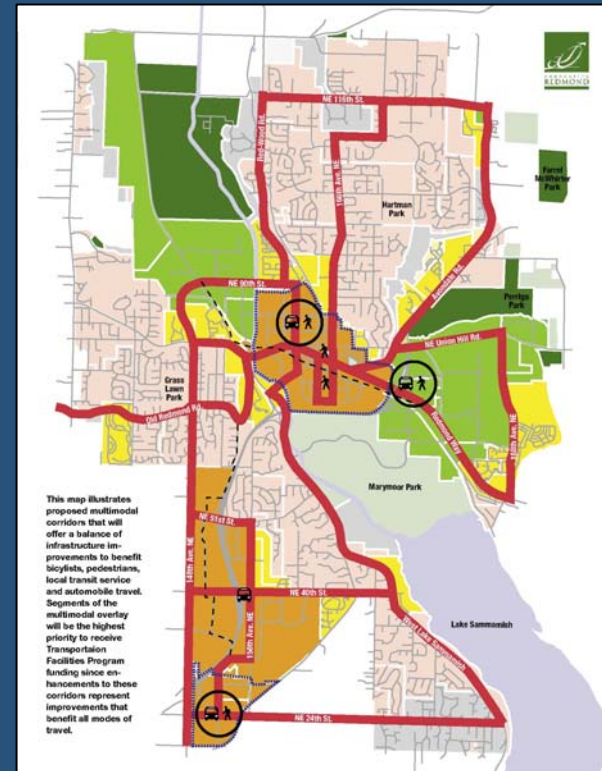 REDMOND
NE 116th St.
Red-Wood Rd.
166th Ave. NE
Hartman
Park
Farrel
McWhirter
Park
Avondale Rd.
Perrigo
Park
NE 90th St.
NE Union Hill Rd.
Grass
Lawn
Park
Old Redmond Rd.
Redmond Way
188th Ave. NE
Marymoor Park
This map illustrates
proposed multimodal
corridors that will
offer a balance of
infrastructure im-
provements to benefit
bicylists, pedestrians,
local transit service
and automobile travel.
Segments of the
multimodal overlay
will be the highest
priority to receive
Transportaion
Facilities Program
funding since en-
hancements to these
corridors represent
improvements that
benefit all modes of
travel.
NE 51st St.
148th Ave. NE
NE 40th St.
156th Ave. NE
West Lake Sammamish
Lake Sammamish
NE 24th St.